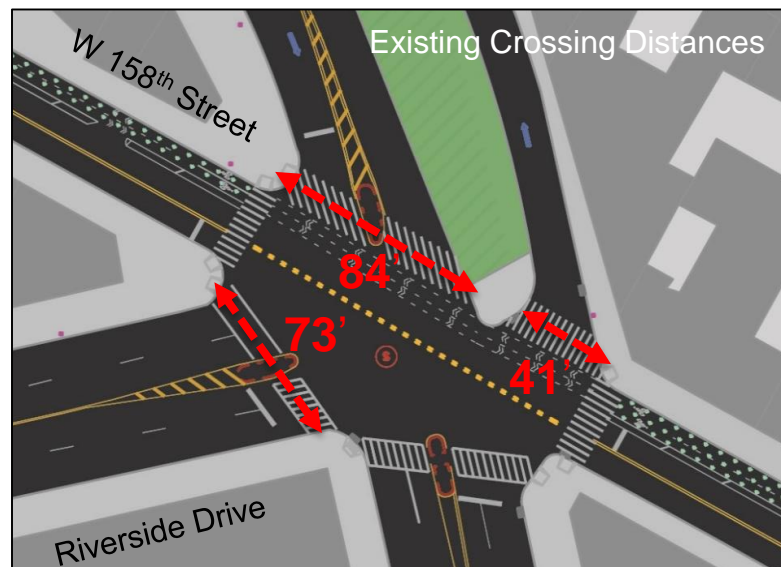 Existing Crossing Distances
W 158th Street
84’
73’
41’
S
Riverside Drive